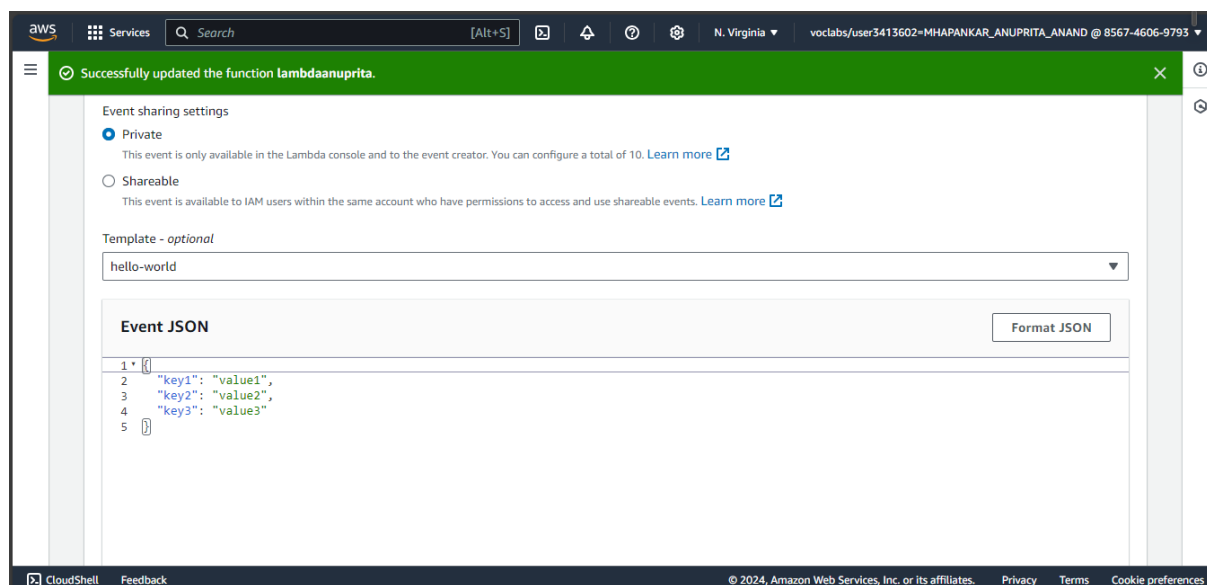 aws Services Search [Alt+S] N. Virginia voclabs/user3413602=MHAPANKAR_ANUPRITA_ANAND @ 8567-4606-9793
Successfully updated the function lambdaanuprita.
Event sharing settings
Private
This event is only available in the Lambda console and to the event creator. You can configure a total of 10. Learn more
Shareable
This event is available to IAM users within the same account who have permissions to access and use shareable events. Learn more
Template - optional
hello-world
Event JSON Format JSON
1 {
2 "key1": "value1",
3 "key2": "value2",
4 "key3": "value3"
5 }
CloudShell Feedback © 2024, Amazon Web Services, Inc. or its affiliates. Privacy Terms Cookie preferences